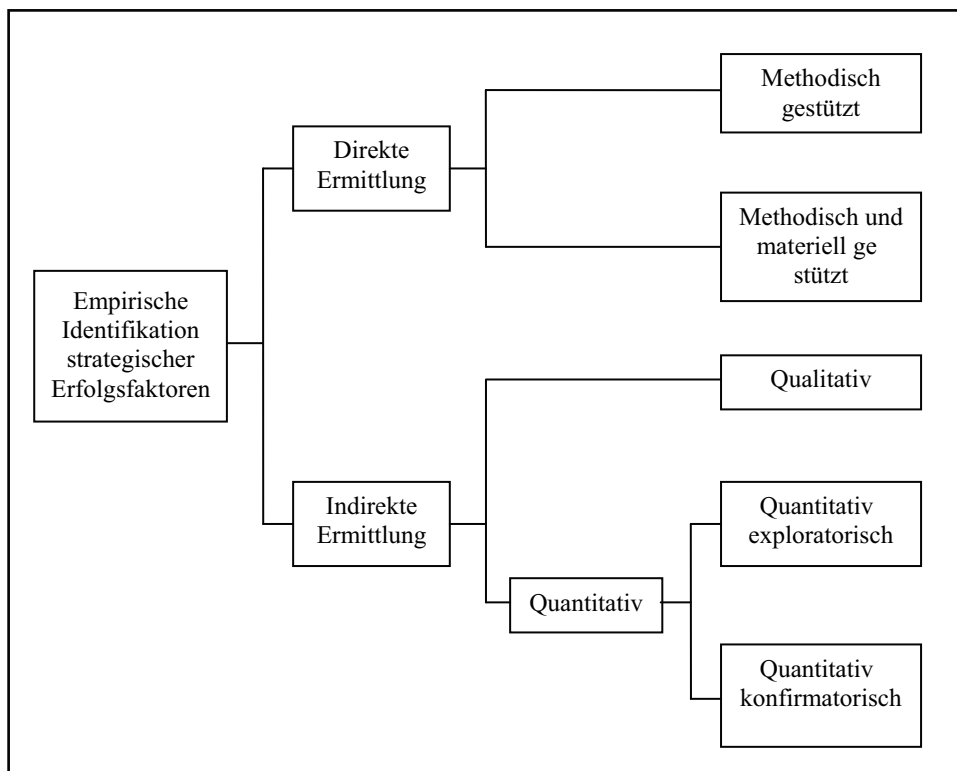 Empirische
Identifikation
strategischer
Erfolgsfaktoren
Direkte
Ermittlung
Methodisch
gestützt
Methodisch und
materiell ge
stützt
Indirekte
Ermittlung
Qualitativ
Quantitativ
Quantitativ
exploratorisch
Quantitativ
konfirmatorisch